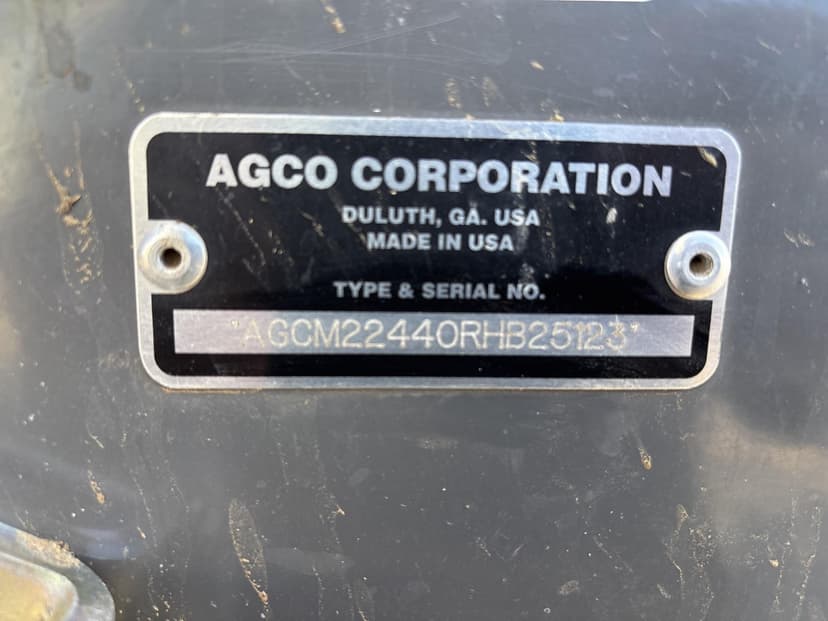 AGCO CORPORATION
DULUTH, GA. USA
MADE IN USA
TYPE & SERIAL NO.
*AGCM22440RHB25123*